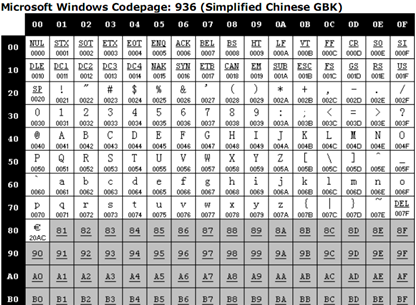 Microsoft Windows Codepage: 936 (Simplified Chinese GBK)
00 01 02 03 04 05 06 07 08 09 0A 0B 0C 0D 0E 0F
00 NUL STX SOT ETX EOT ENQ ACK BEL BS HT LF VT FF CR SO SI
0000 0001 0002 0003 0004 0005 0006 0007 0008 0009 000A 000B 000C 000D 000E 000F
10 DLE DC1 DC2 DC3 DC4 NAK SYN ETB CAN EM SUB ESC FS GS RS US
0010 0011 0012 0013 0014 0015 0016 0017 0018 0019 001A 001B 001C 001D 001E 001F
20 SP ! " # $ % & ' ( ) * + , - . /
0020 0021 0022 0023 0024 0025 0026 0027 0028 0029 002A 002B 002C 002D 002E 002F
30 0 1 2 3 4 5 6 7 8 9 : ; < = > ?
0030 0031 0032 0033 0034 0035 0036 0037 0038 0039 003A 003B 003C 003D 003E 003F
40 @ A B C D E F G H I J K L M N O
0040 0041 0042 0043 0044 0045 0046 0047 0048 0049 004A 004B 004C 004D 004E 004F
50 P Q R S T U V W X Y Z [ \ ] ^ _
0050 0051 0052 0053 0054 0055 0056 0057 0058 0059 005A 005B 005C 005D 005E 005F
60 ` a b c d e f g h i j k l m n o
0060 0061 0062 0063 0064 0065 0066 0067 0068 0069 006A 006B 006C 006D 006E 006F
70 p q r s t u v w x y z { | } ~ DEL
0070 0071 0072 0073 0074 0075 0076 0077 0078 0079 007A 007B 007C 007D 007E 007F
80 € 81 82 83 84 85 86 87 88 89 8A 8B 8C 8D 8E 8F
20AC
90 90 91 92 93 94 95 96 97 98 99 9A 9B 9C 9D 9E 9F
A0 A0 A1 A2 A3 A4 A5 A6 A7 A8 A9 AA AB AC AD AE AF
B0 B0 B1 B2 B3 B4 B5 B6 B7 B8 B9 BA BB BC BD BE BF